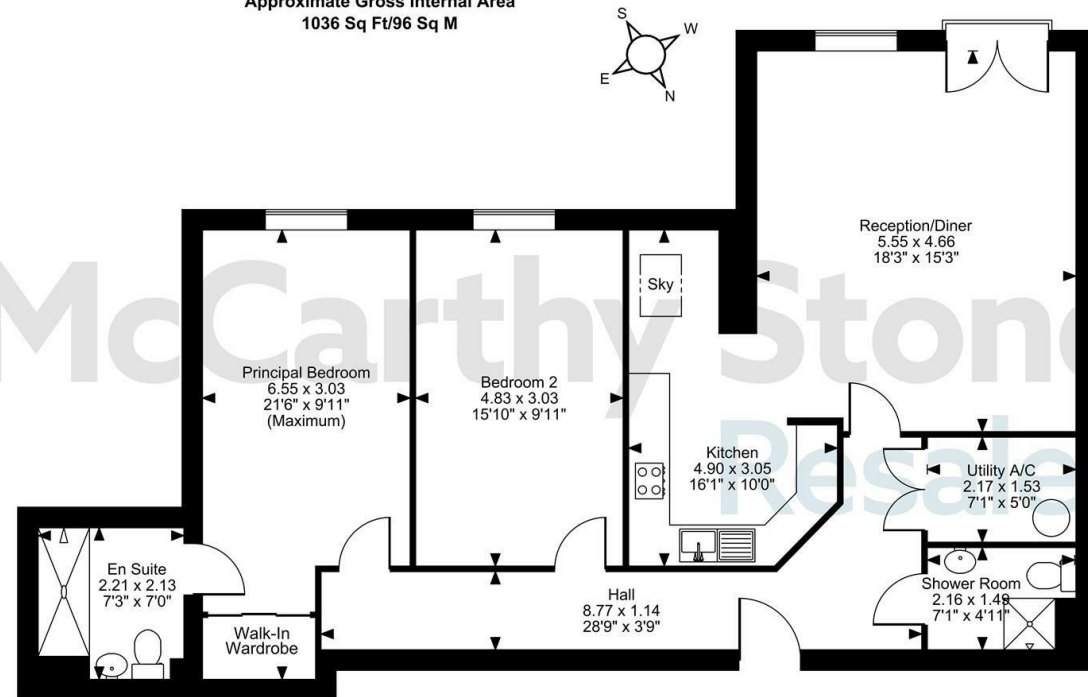 Approximate Gross Internal Area
1036 Sq Ft/96 Sq M
S
W
E
N
Reception/Diner
5.55 x 4.66
18'3" x 15'3"
Sky
McCarthy Stone
Resale
Principal Bedroom
6.55 x 3.03
21'6" x 9'11"
(Maximum)
Bedroom 2
4.83 x 3.03
15'10" x 9'11"
Kitchen
4.90 x 3.05
16'1" x 10'0"
Utility A/C
2.17 x 1.53
7'1" x 5'0"
En Suite
2.21 x 2.13
7'3" x 7'0"
Shower Room
2.16 x 1.49
7'1" x 4'11"
Hall
8.77 x 1.14
28'9" x 3'9"
Walk-In
Wardrobe